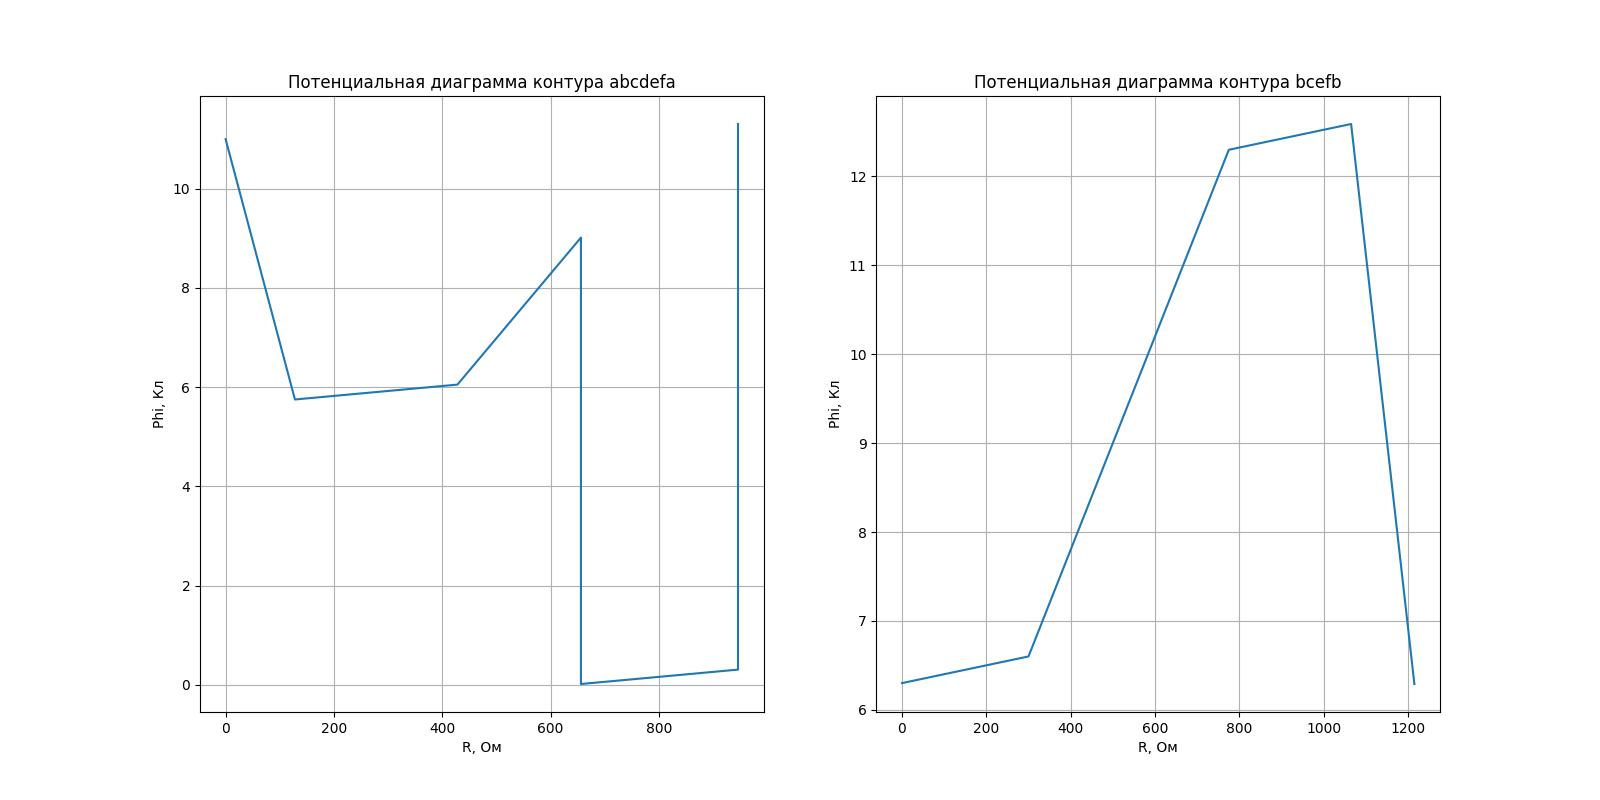 Потенциальная диаграмма контура abcdefa
10
8
6
4
2
0
Phi, Кл
0 200 400 600 800
R, Ом
Потенциальная диаграмма контура bcefb
12
11
10
9
8
7
6
Phi, Кл
0 200 400 600 800 1000 1200
R, Ом